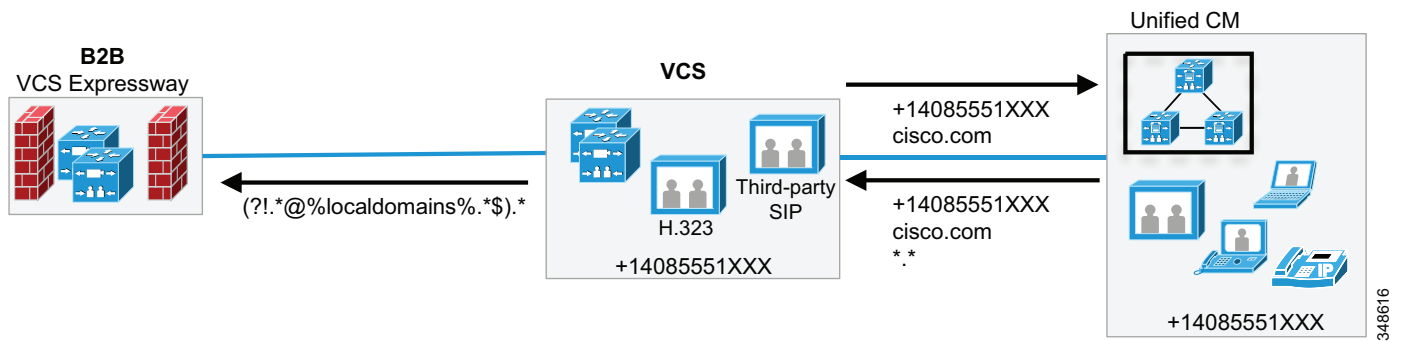 B2B
VCS Expressway
(?!.*@%localdomains%.*$).*
VCS
H.323
Third-party
SIP
+14085551XXX
+14085551XXX
cisco.com
+14085551XXX
cisco.com
*.*
Unified CM
IP
+14085551XXX
348616